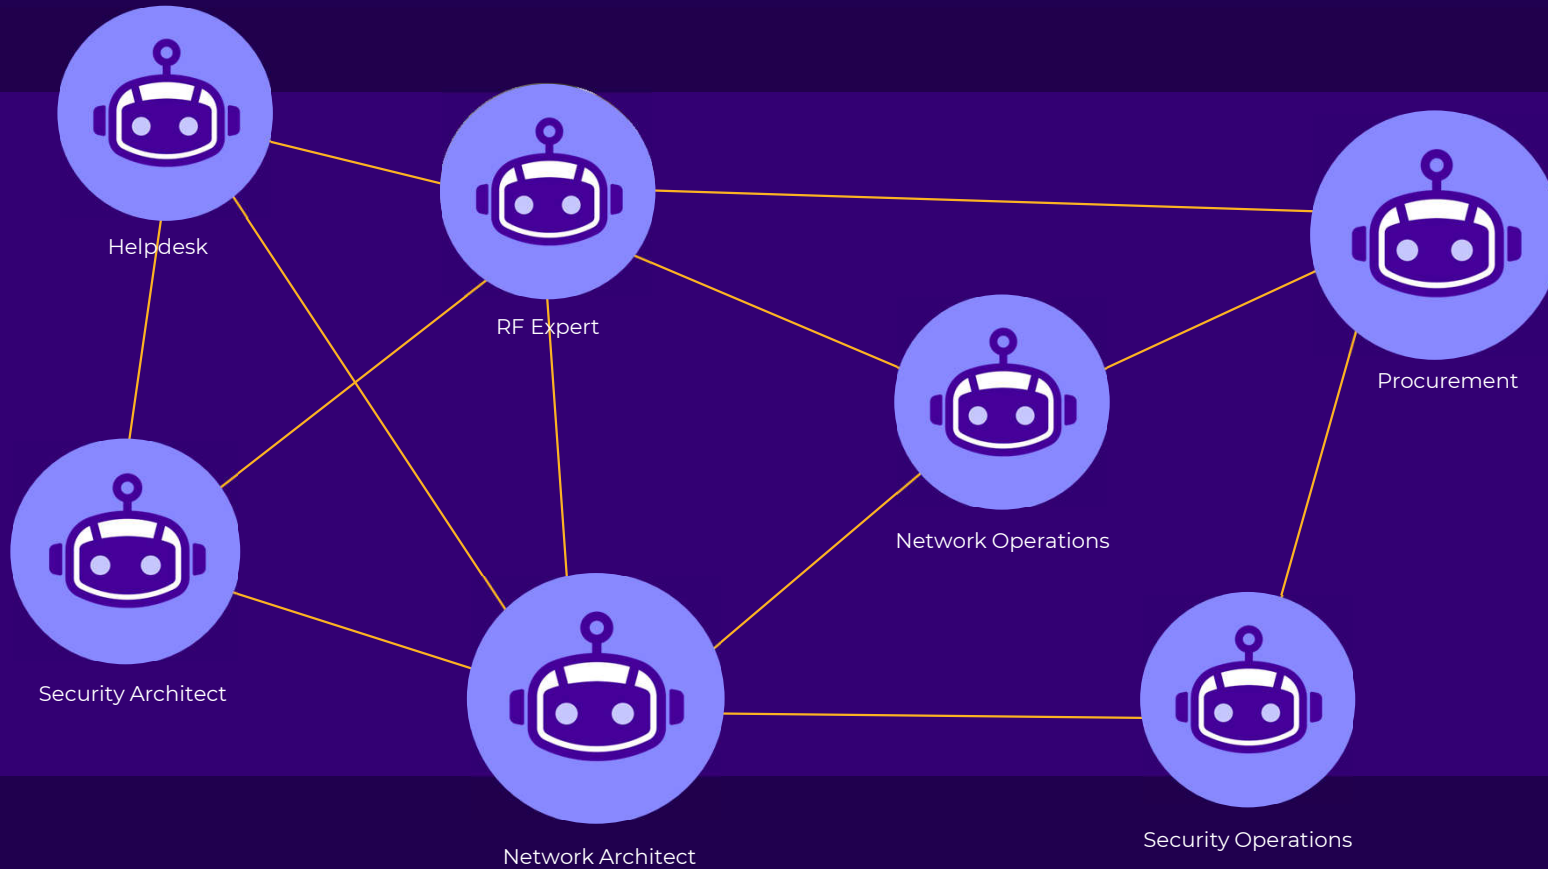 Helpdesk
RF Expert
Procurement
Network Operations
Security Architect
Security Operations
Network Architect